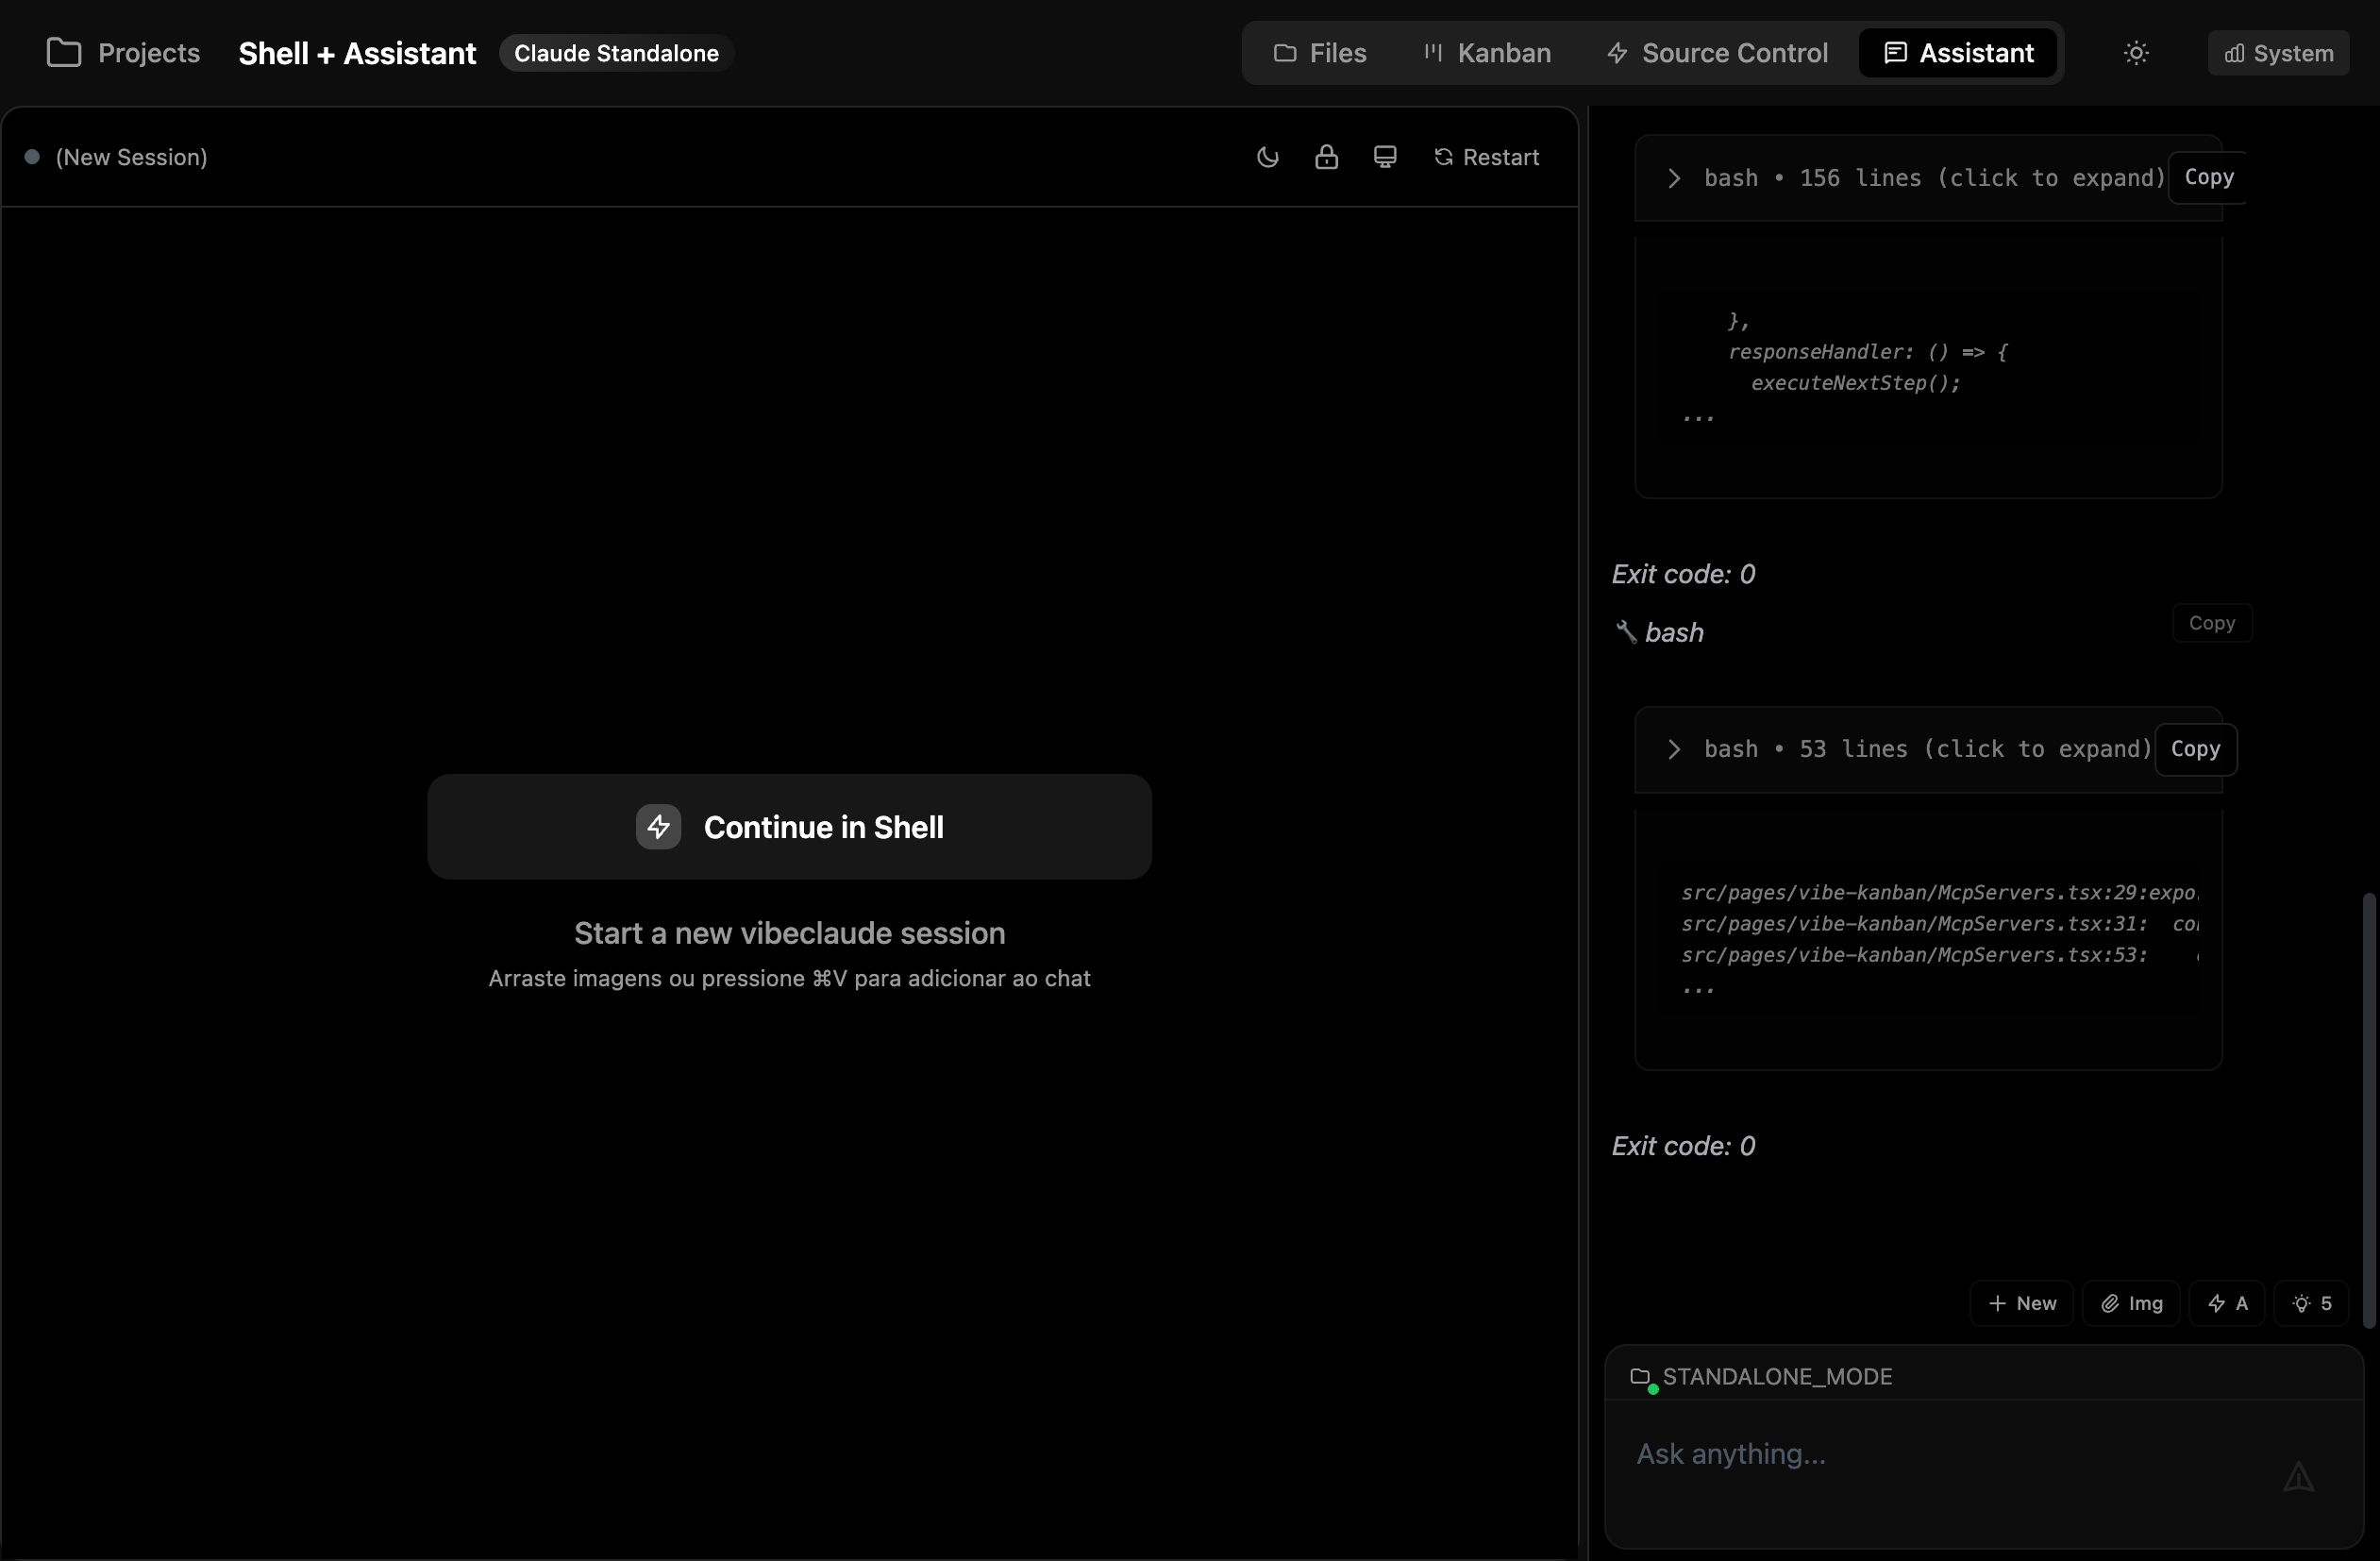 Projects
Shell + Assistant
Claude Standalone
Files
Kanban
Source Control
Assistant
System
(New Session)
Restart
Continue in Shell
Start a new vibeclaude session
Arraste imagens ou pressione ⌘V para adicionar ao chat
bash • 156 lines (click to expand)
Copy
},
responseHandler: () => {
executeNextStep();
...
Exit code: 0
bash
Copy
bash • 53 lines (click to expand)
Copy
src/pages/vibe-kanban/McpServers.tsx:29:expo
src/pages/vibe-kanban/McpServers.tsx:31: co
src/pages/vibe-kanban/McpServers.tsx:53:
...
Exit code: 0
New
Img
A
5
STANDALONE_MODE
Ask anything...